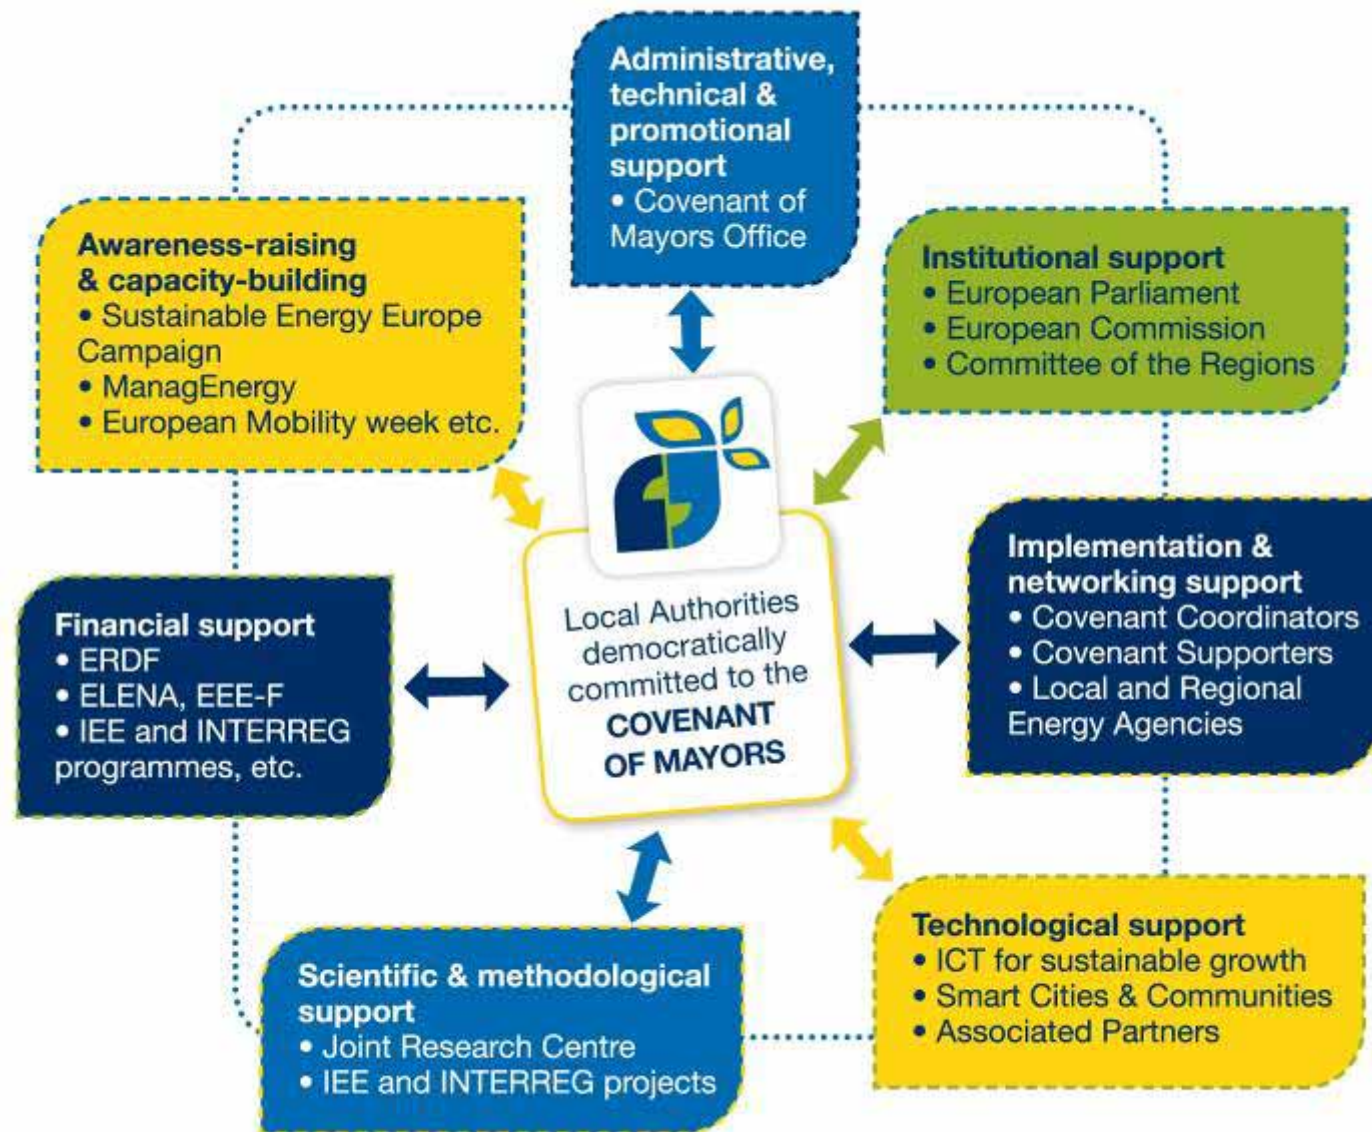 Administrative,
technical &
promotional
support
• Covenant of
Mayors Office
Awareness-raising
& capacity-building
• Sustainable Energy Europe
Campaign
• ManagEnergy
• European Mobility week etc.
Institutional support
• European Parliament
• European Commission
• Committee of the Regions
Financial support
• ERDF
• ELENA, EEE-F
• IEE and INTERREG
programmes, etc.
Local Authorities
democratically
committed to the
COVENANT
OF MAYORS
Implementation &
networking support
• Covenant Coordinators
• Covenant Supporters
• Local and Regional
Energy Agencies
Scientific & methodological
support
• Joint Research Centre
• IEE and INTERREG projects
Technological support
• ICT for sustainable growth
• Smart Cities & Communities
• Associated Partners